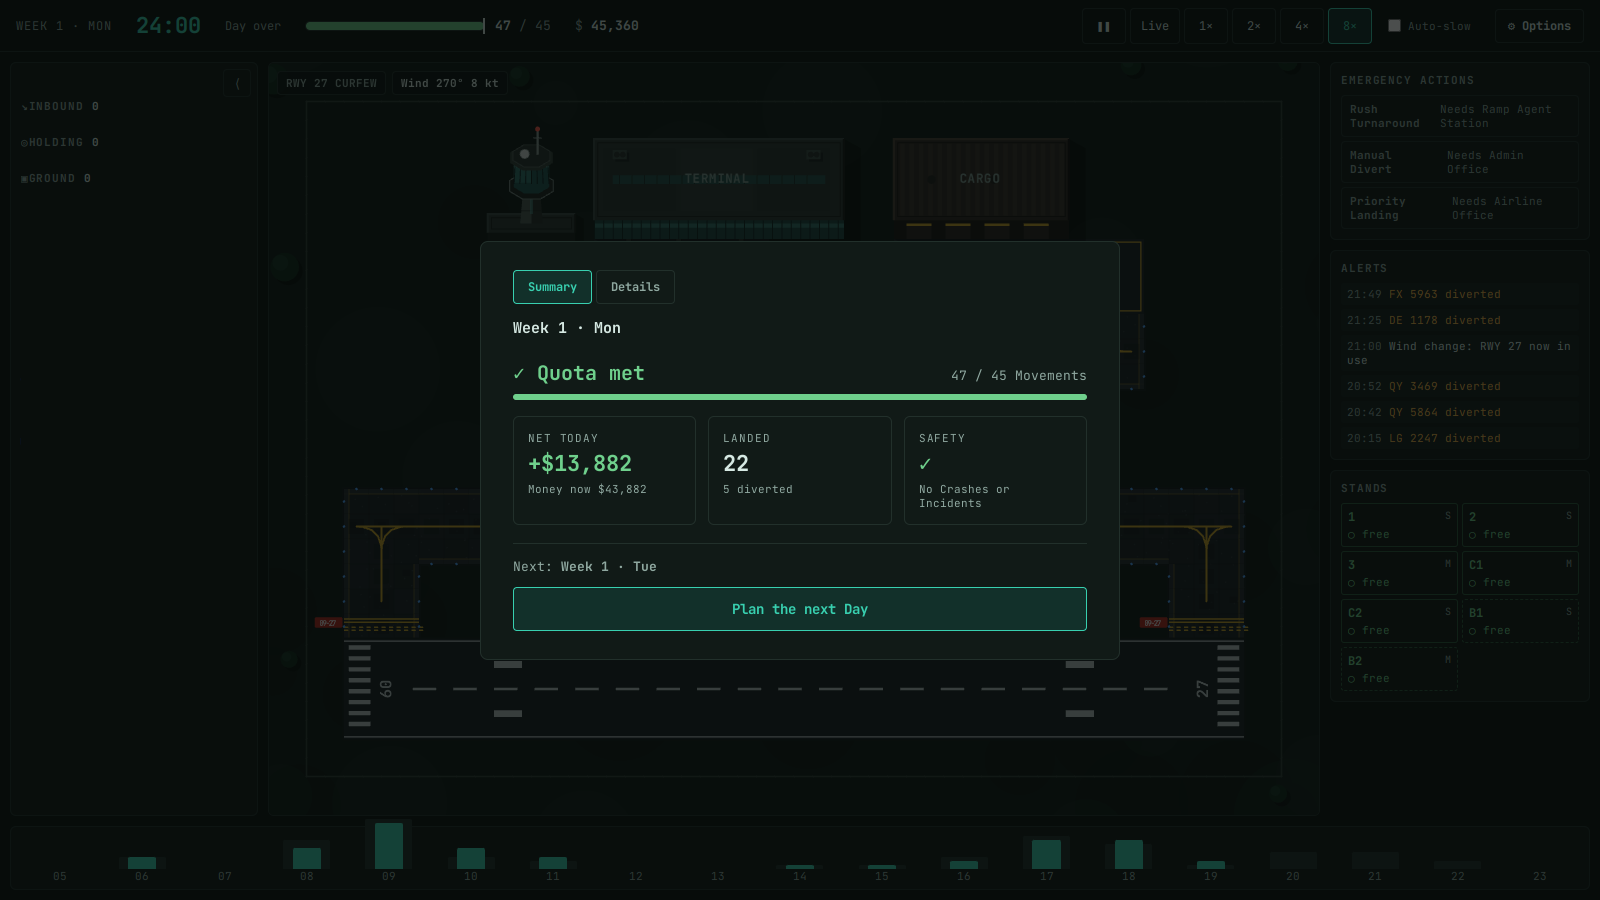 WEEK 1 · MON 24:00 Day over 47 / 45 $ 45,360
Live 1× 2× 4× 8× Auto-slow ⚙ Options
INBOUND 0
HOLDING 0
GROUND 0
RWY 27 CURFEW Wind 270° 8 kt
TERMINAL
CARGO
09-27
09-27
09
27
Summary Details
Week 1 · Mon
✓ Quota met 47 / 45 Movements
NET TODAY
+$13,882
Money now $43,882
LANDED
22
5 diverted
SAFETY
✓
No Crashes or
Incidents
Next: Week 1 · Tue
Plan the next Day
EMERGENCY ACTIONS
Rush Turnaround Needs Ramp Agent Station
Manual Divert Needs Admin Office
Priority Landing Needs Airline Office
ALERTS
21:49 FX 5963 diverted
21:25 DE 1178 diverted
21:00 Wind change: RWY 27 now in
use
20:52 QY 3469 diverted
20:42 QY 5864 diverted
20:15 LG 2247 diverted
STANDS
1 S
free
2 S
free
3 M
free
C1 M
free
C2 S
free
B1 S
free
B2 M
free
05 06 07 08 09 10 11 12 13 14 15 16 17 18 19 20 21 22 23